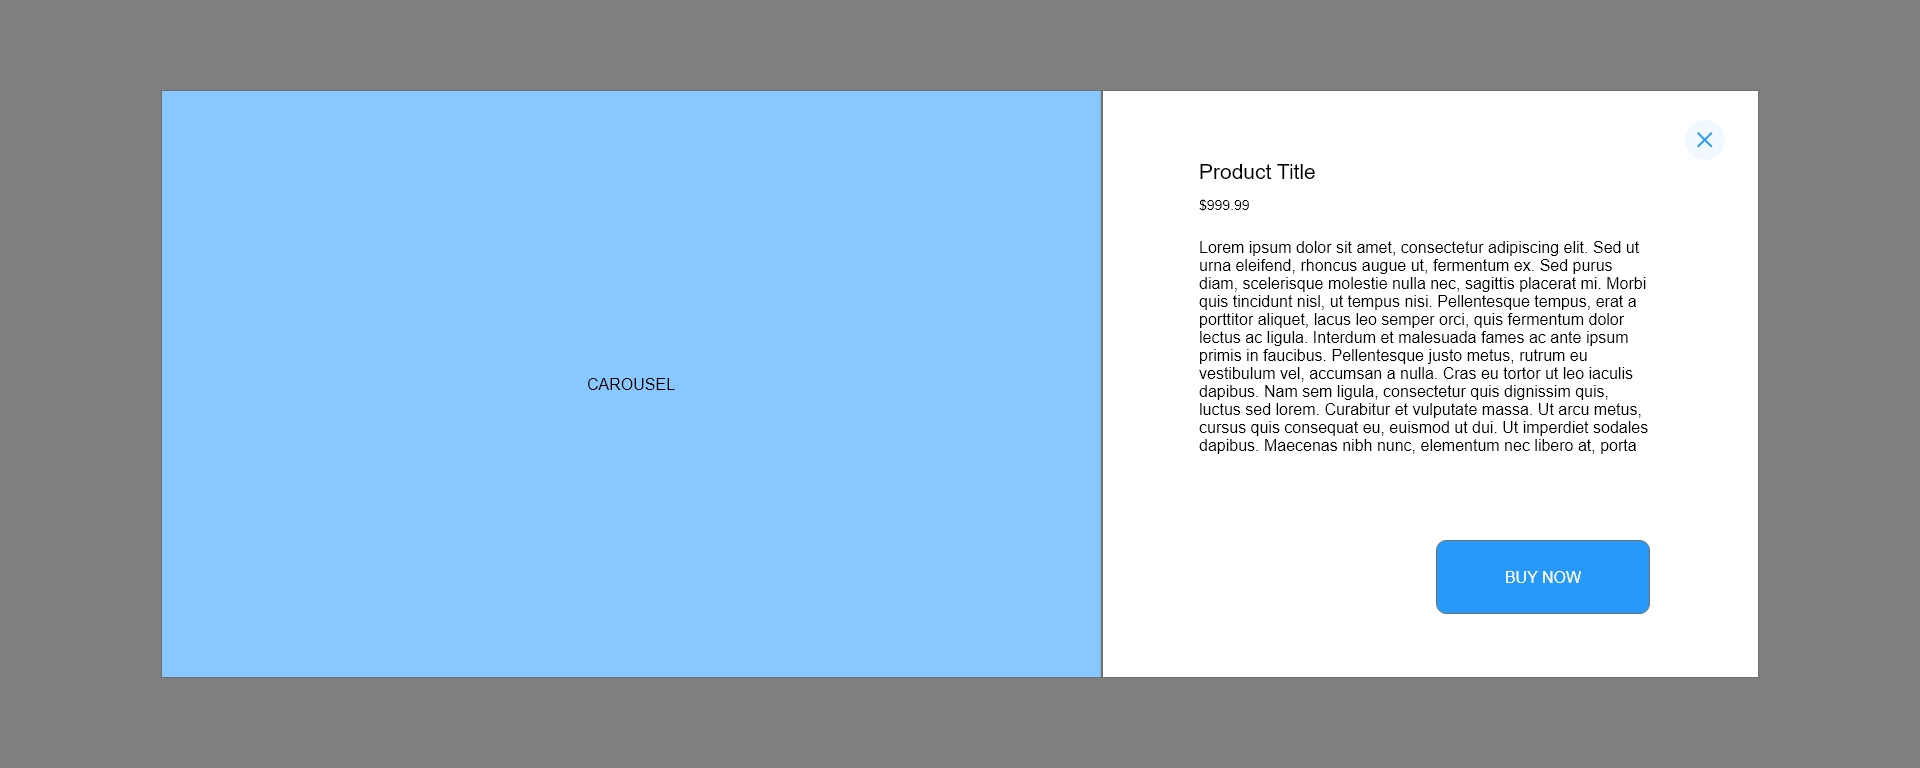 CAROUSEL
Product Title
$999.99
Lorem ipsum dolor sit amet, consectetur adipiscing elit. Sed ut
urna eleifend, rhoncus augue ut, fermentum ex. Sed purus
diam, scelerisque molestie nulla nec, sagittis placerat mi. Morbi
quis tincidunt nisl, ut tempus nisi. Pellentesque tempus, erat a
porttitor aliquet, lacus leo semper orci, quis fermentum dolor
lectus ac ligula. Interdum et malesuada fames ac ante ipsum
primis in faucibus. Pellentesque justo metus, rutrum eu
vestibulum vel, accumsan a nulla. Cras eu tortor ut leo iaculis
dapibus. Nam sem ligula, consectetur quis dignissim quis,
luctus sed lorem. Curabitur et vulputate massa. Ut arcu metus,
cursus quis consequat eu, euismod ut dui. Ut imperdiet sodales
dapibus. Maecenas nibh nunc, elementum nec libero at, porta
BUY NOW